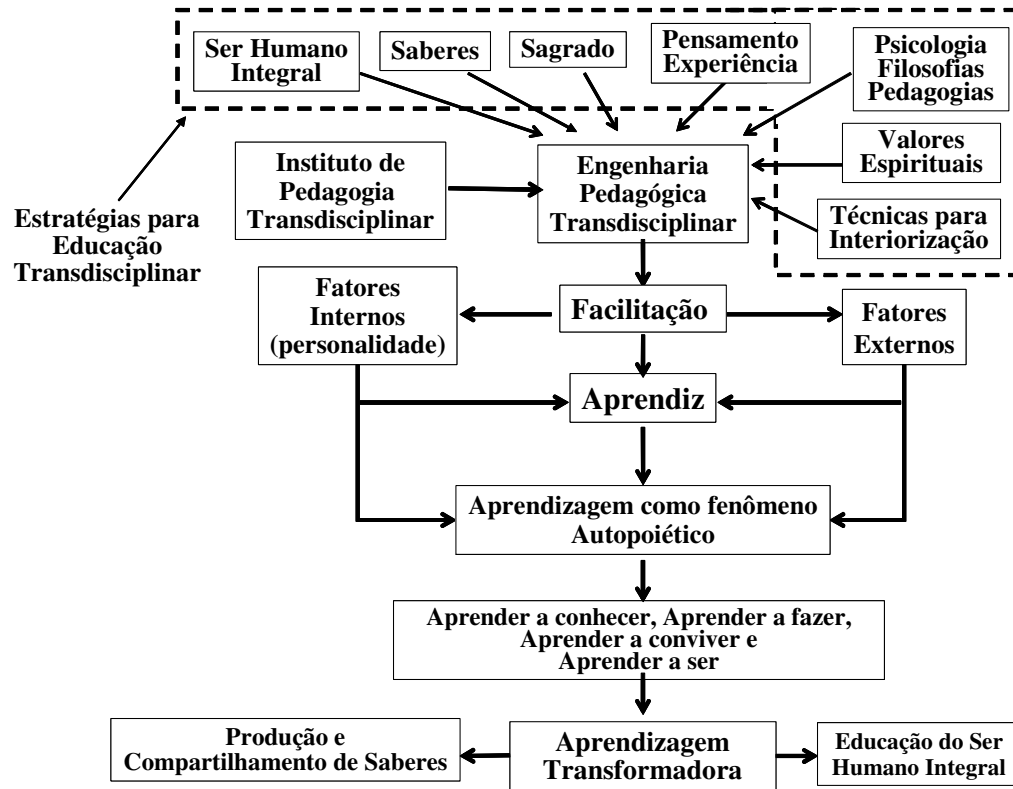 Ser Humano
Integral
Saberes
Sagrado
Pensamento
Experiência
Psicologia
Filosofias
Pedagogias
Valores
Espirituais
Técnicas para
Interiorização
Instituto de
Pedagogia
Transdisciplinar
Engenharia
Pedagógica
Transdisciplinar
Estratégias para
Educação
Transdisciplinar
Fatores
Internos
(personalidade)
Facilitação
Fatores
Externos
Aprendiz
Aprendizagem como fenômeno
Autopoiético
Aprender a conhecer, Aprender a fazer,
Aprender a conviver e
Aprender a ser
Produção e
Compartilhamento de Saberes
Aprendizagem
Transformadora
Educação do Ser
Humano Integral